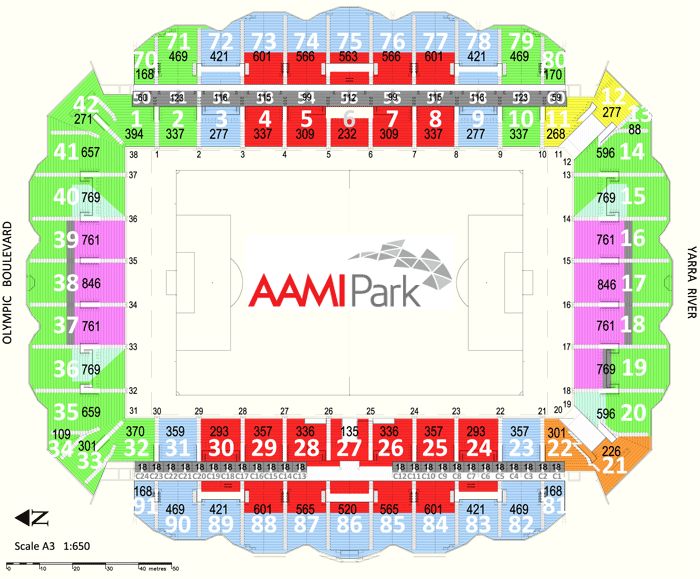 71 72 73 74 75 76 77 78 79
70 469 421 601 566 563 566 601 421 469 80
168 170
60 123 116 115 99 112 99 115 116 123 59
42 12
271 277 13
1 2 3 4 5 6 7 8 9 10 11 88
394 337 277 337 309 232 309 337 277 337 268
38 1 2 3 4 5 6 7 8 9 10 11
12
41 657 596 14
37 13
40 769 769 15
36 14
39 761 761 16
35 15
38 846 846 17
34 16
37 761 761 18
33 17
36 769 769 19
32 18
35 659 596 20
31 30 29 28 27 26 26 25 24 23 22 21 20
19
OLYMPIC BOULEVARD
YARRA RIVER
AAMI Park
109 370 359 293 357 336 135 336 357 293 357 301
34 301 32 31 30 29 28 27 26 25 24 23 22 226
33 21
18 18 18 18 18 18 18 18 18 18 18 18 18 18 18 18 18 18 18 18 18 18 18 18
C24 C23 C22 C21 C20 C19 C18 C17 C16 C15 C14 C13 C12 C11 C10 C9 C8 C7 C6 C5 C4 C3 C2 C1
168 168
91 469 421 601 565 520 565 601 421 469 81
90 89 88 87 86 85 84 83 82
N
Scale A3 1:650
0 10 20 30 40 metres 50